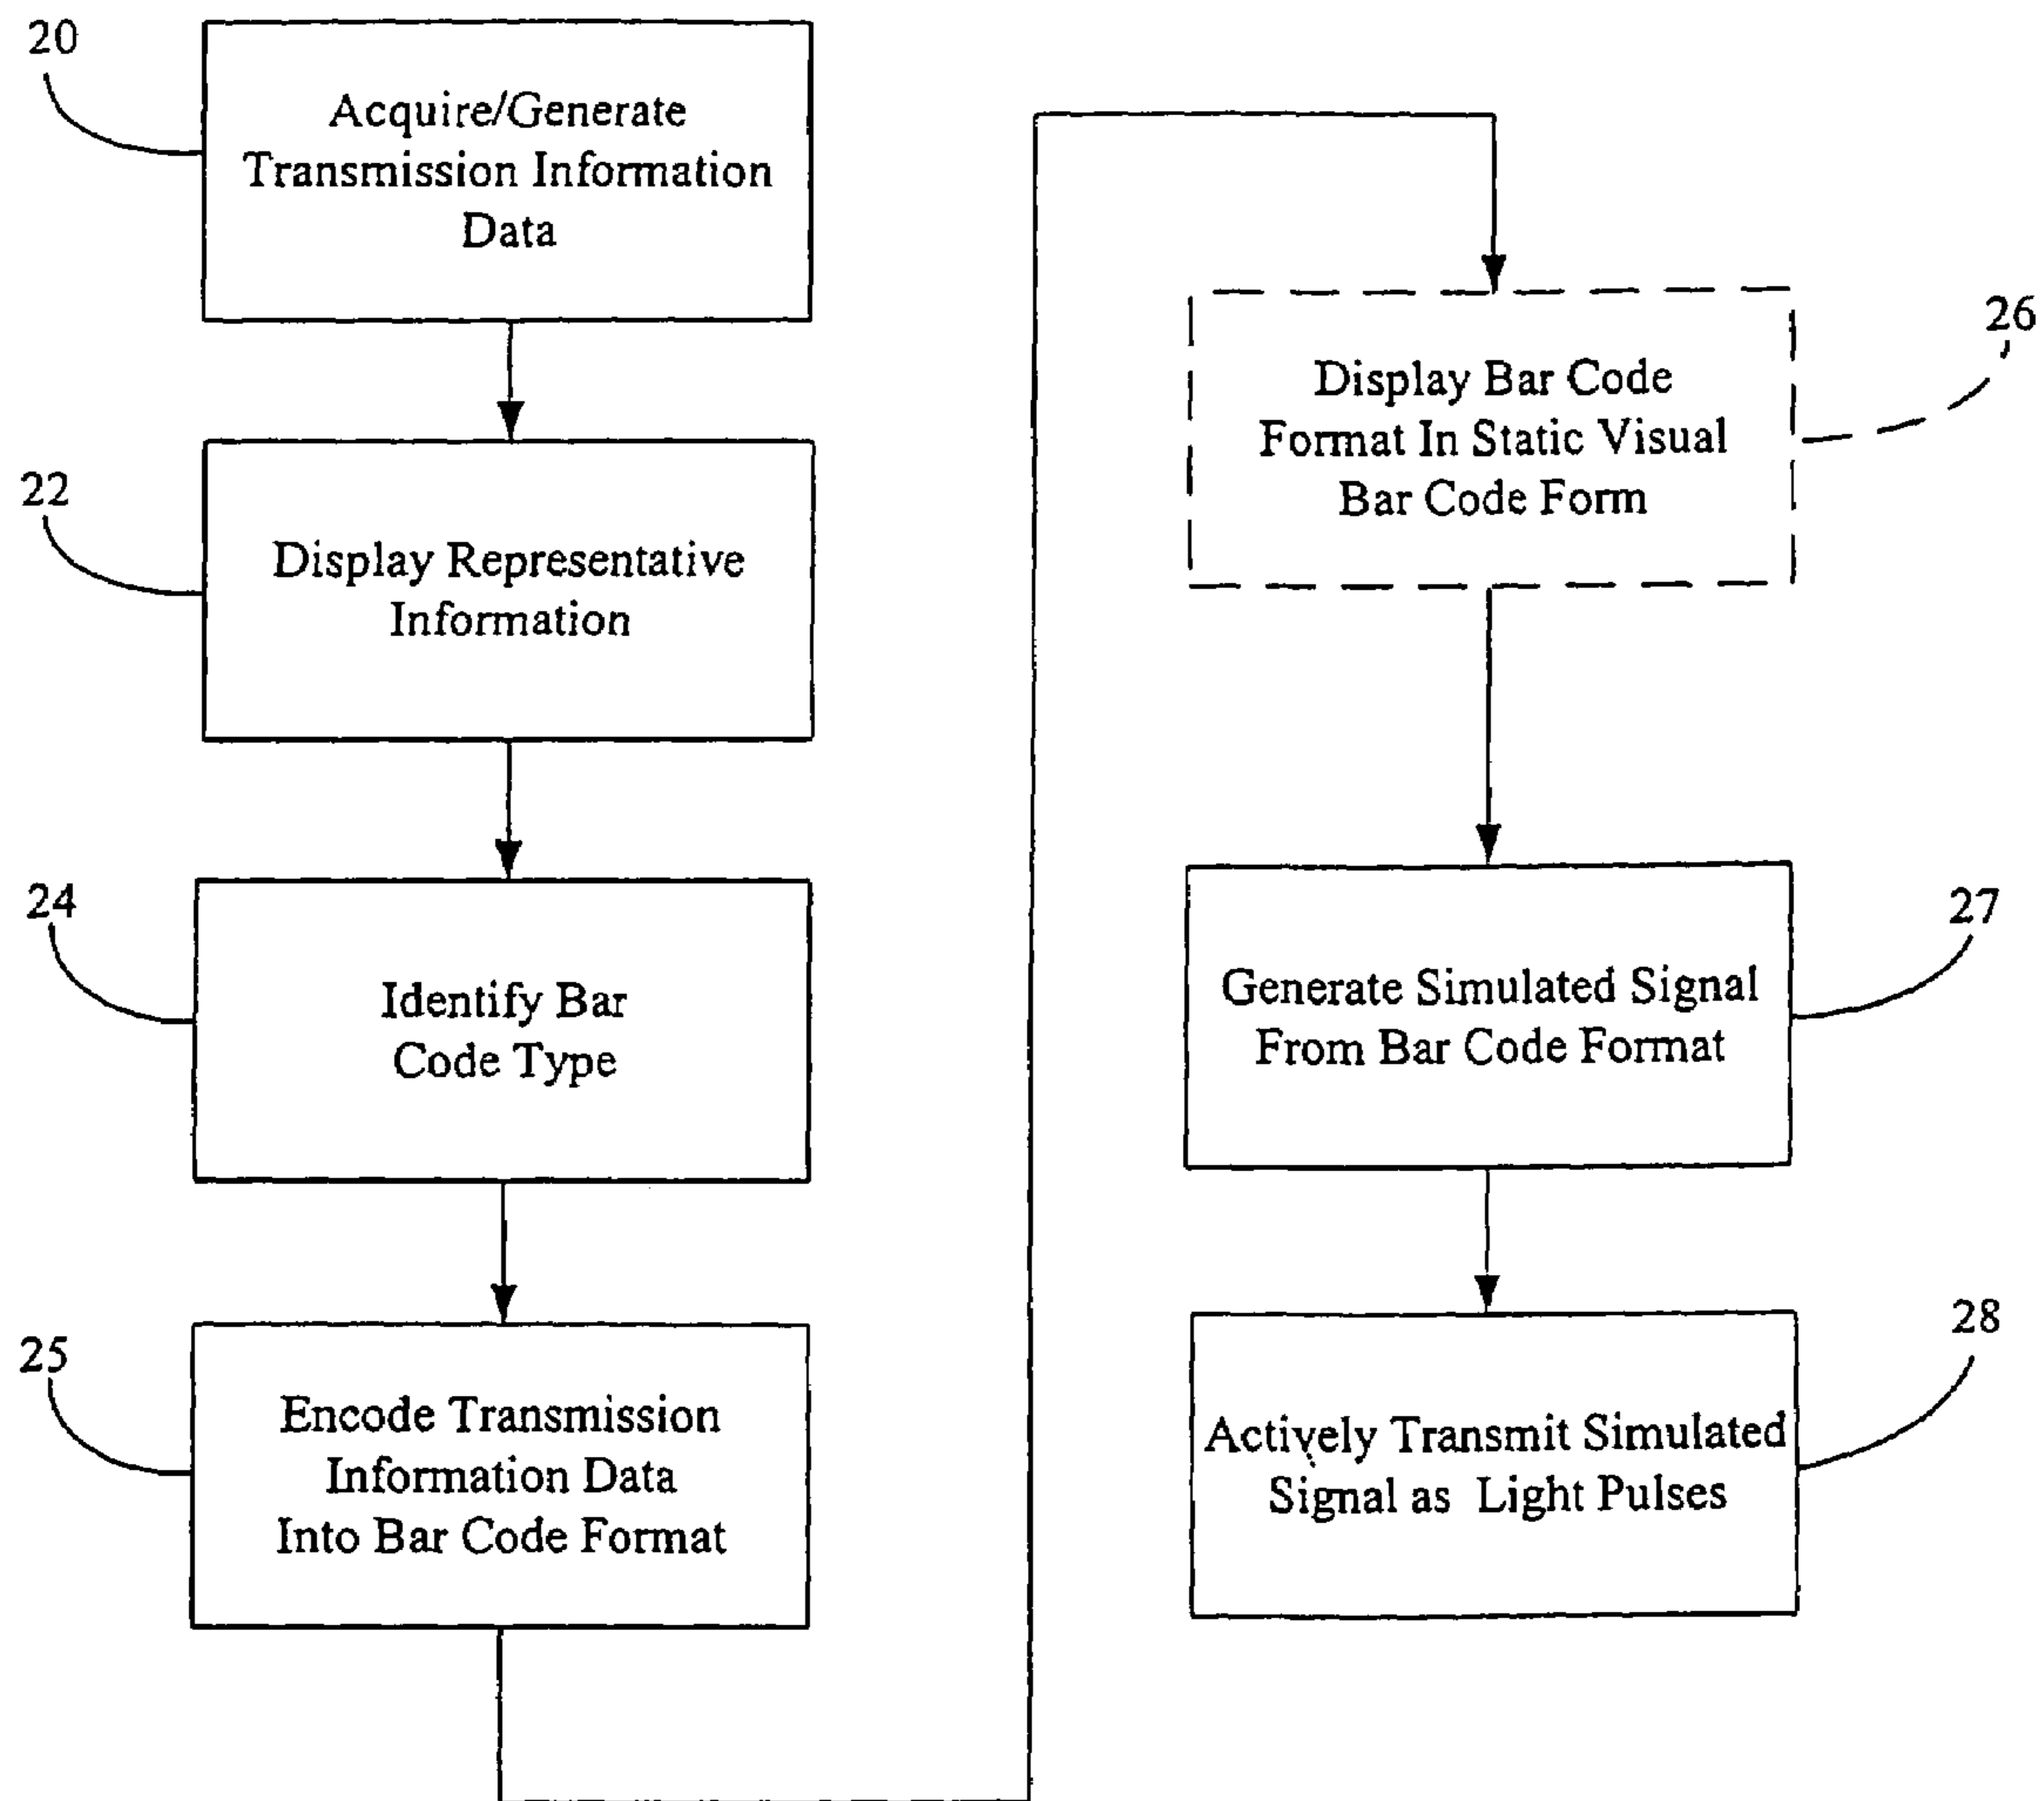 20
Acquire/Generate
Transmission Information
Data
22
Display Representative
Information
24
Identify Bar
Code Type
25
Encode Transmission
Information Data
Into Bar Code Format
26
Display Bar Code
Format In Static Visual
Bar Code Form
27
Generate Simulated Signal
From Bar Code Format
28
Actively Transmit Simulated
Signal as Light Pulses